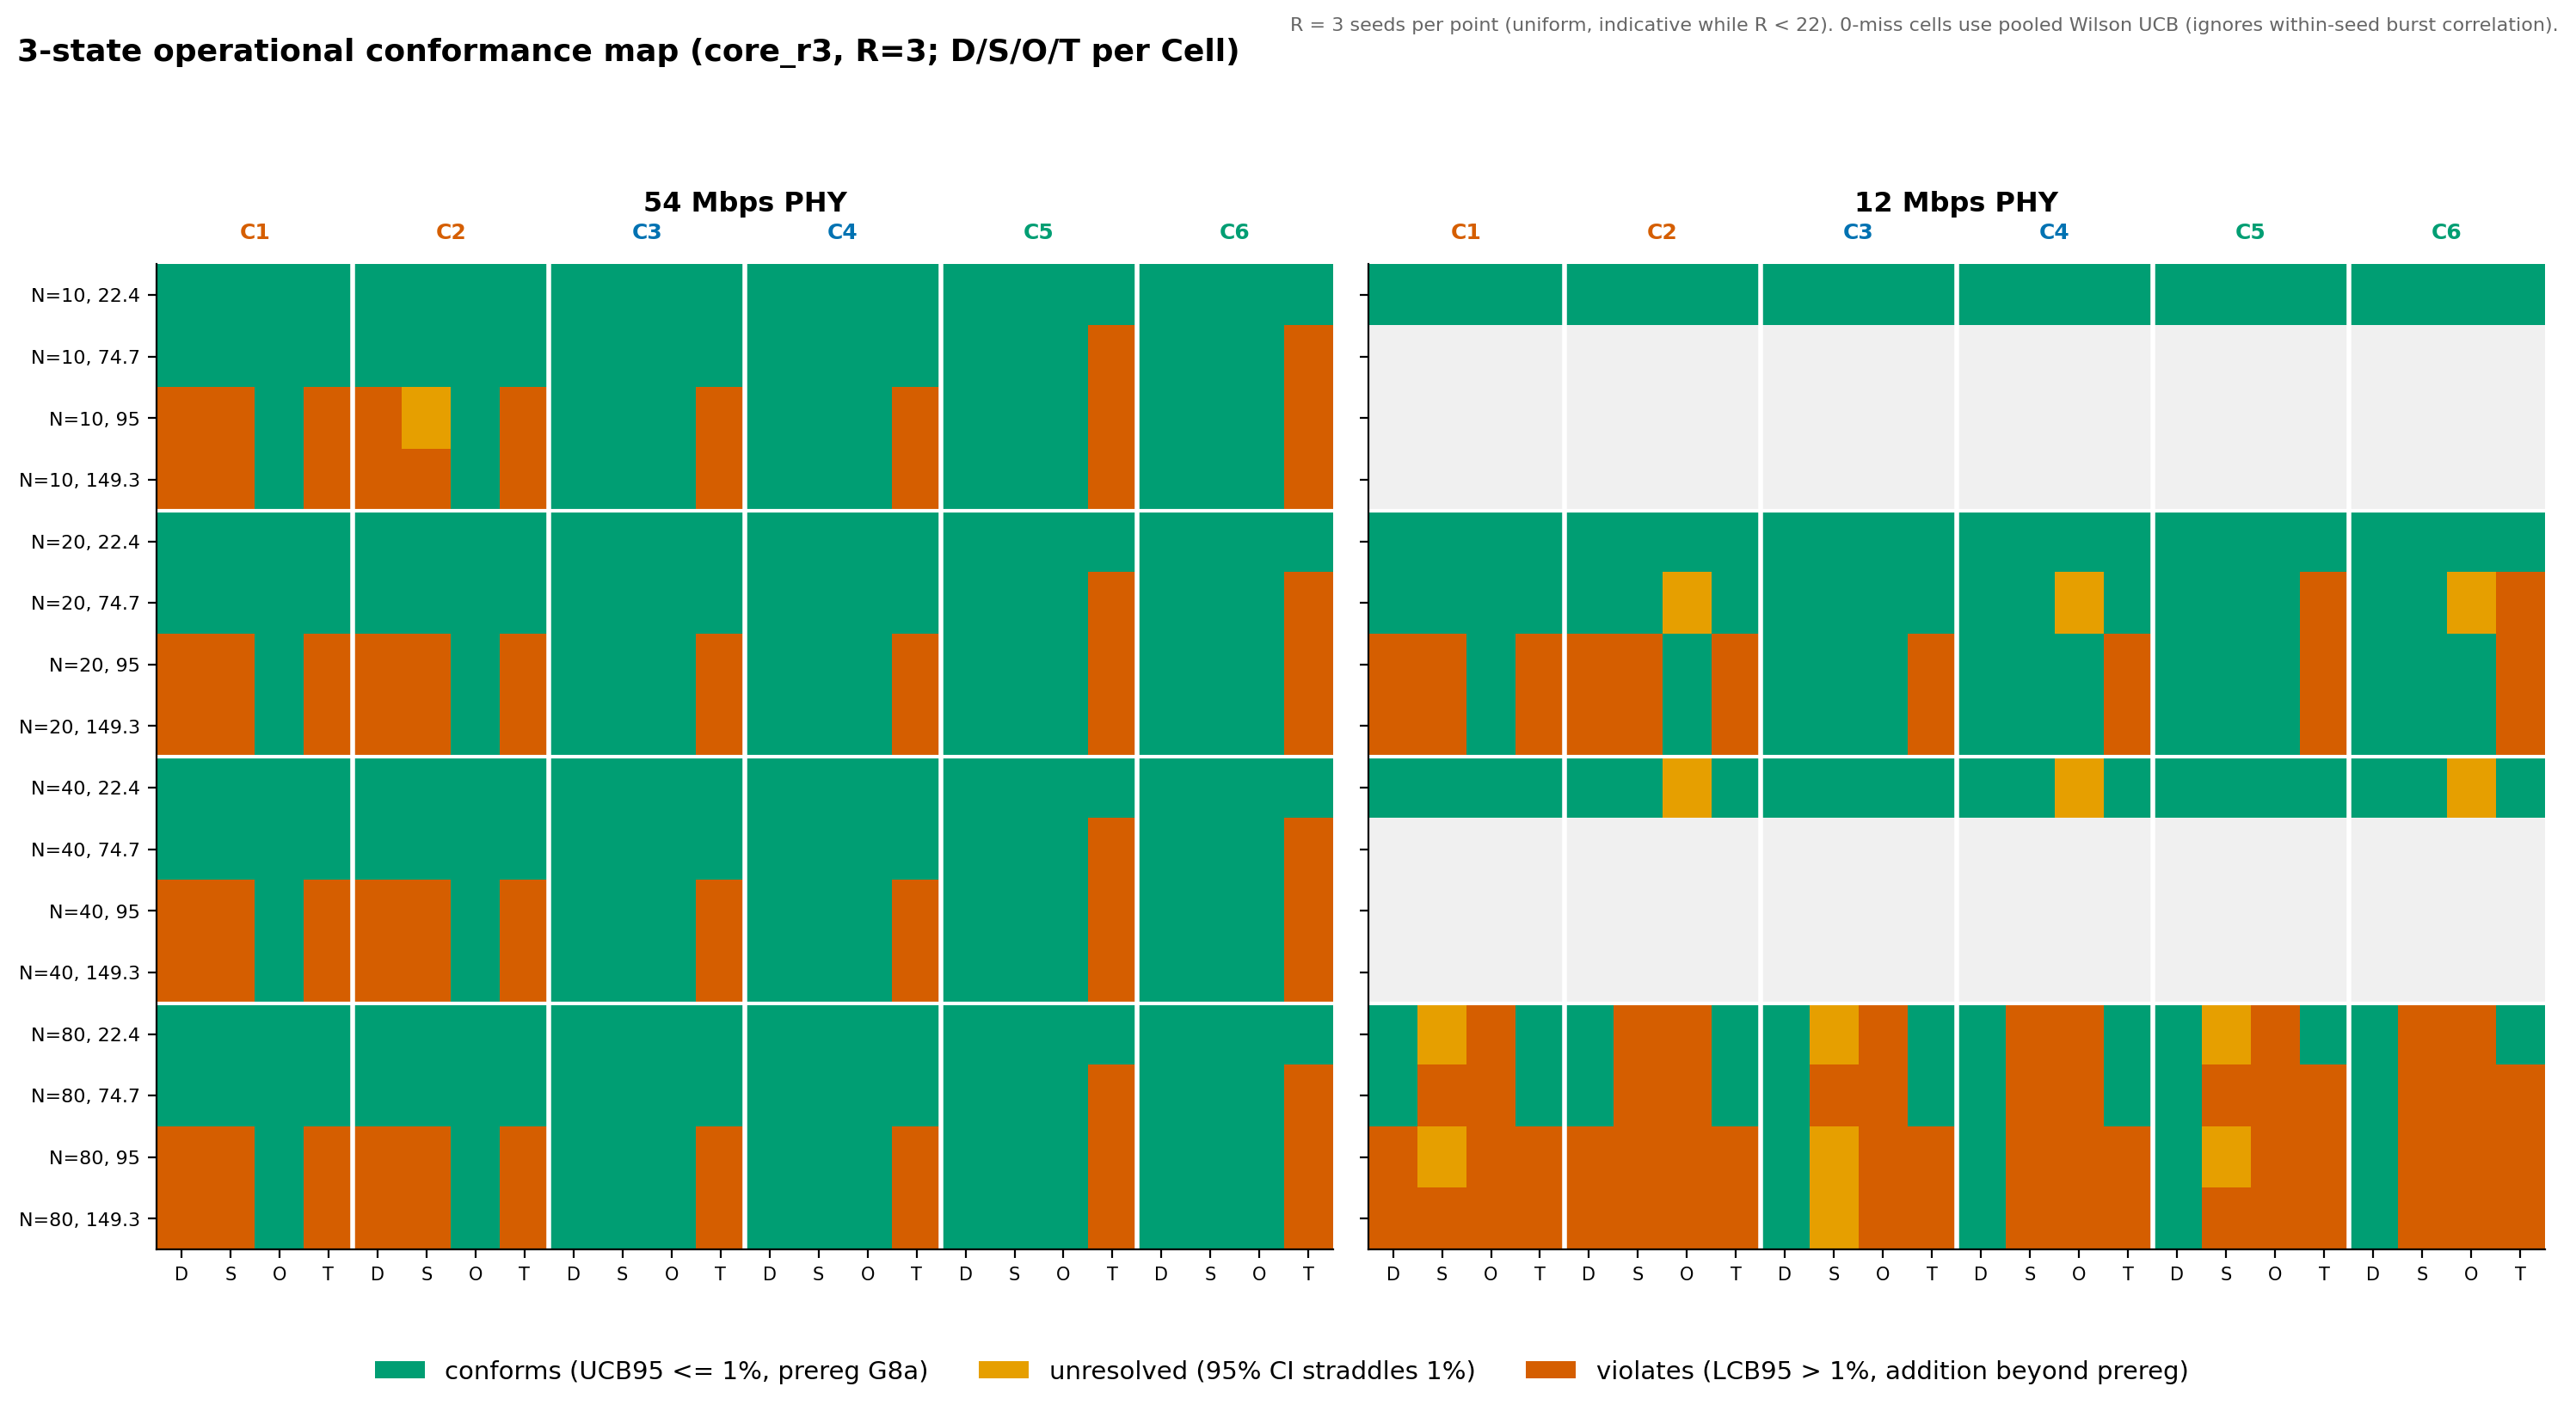 R = 3 seeds per point (uniform, indicative while R < 22). 0-miss cells use pooled Wilson UCB (ignores within-seed burst correlation).
3-state operational conformance map (core_r3, R=3; D/S/O/T per Cell)
54 Mbps PHY
C1 C2 C3 C4 C5 C6
12 Mbps PHY
C1 C2 C3 C4 C5 C6
N=10, 22.4
N=10, 74.7
N=10, 95
N=10, 149.3
N=20, 22.4
N=20, 74.7
N=20, 95
N=20, 149.3
N=40, 22.4
N=40, 74.7
N=40, 95
N=40, 149.3
N=80, 22.4
N=80, 74.7
N=80, 95
N=80, 149.3
D S O T D S O T D S O T D S O T D S O T D S O T
D S O T D S O T D S O T D S O T D S O T D S O T
conforms (UCB95 <= 1%, prereg G8a)
unresolved (95% CI straddles 1%)
violates (LCB95 > 1%, addition beyond prereg)